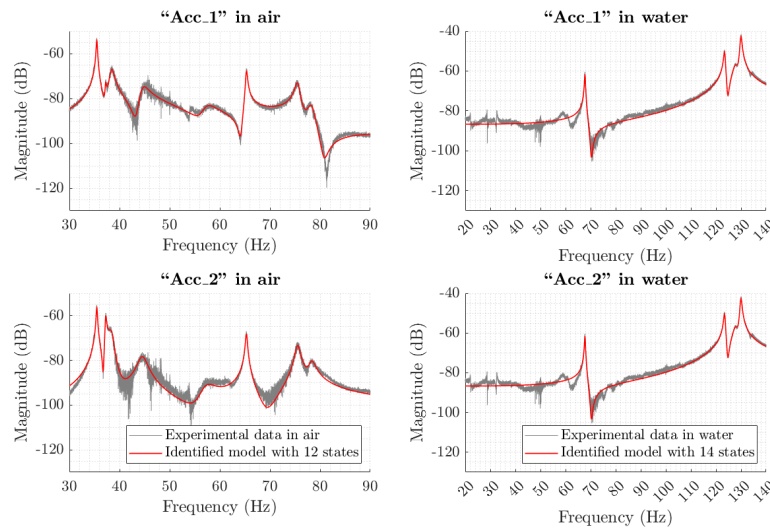 “Acc_1” in air
-60
-80
-100
-120
Magnitude (dB)
30 40 50 60 70 80 90
Frequency (Hz)
“Acc_1” in water
-40
-60
-80
-100
-120
Magnitude (dB)
20 30 40 50 60 70 80 90 100 110 120 130 140
Frequency (Hz)
“Acc_2” in air
-60
-80
-100
-120
Magnitude (dB)
Experimental data in air
Identified model with 12 states
30 40 50 60 70 80 90
Frequency (Hz)
“Acc_2” in water
-40
-60
-80
-100
-120
Magnitude (dB)
Experimental data in water
Identified model with 14 states
20 30 40 50 60 70 80 90 100 110 120 130 140
Frequency (Hz)